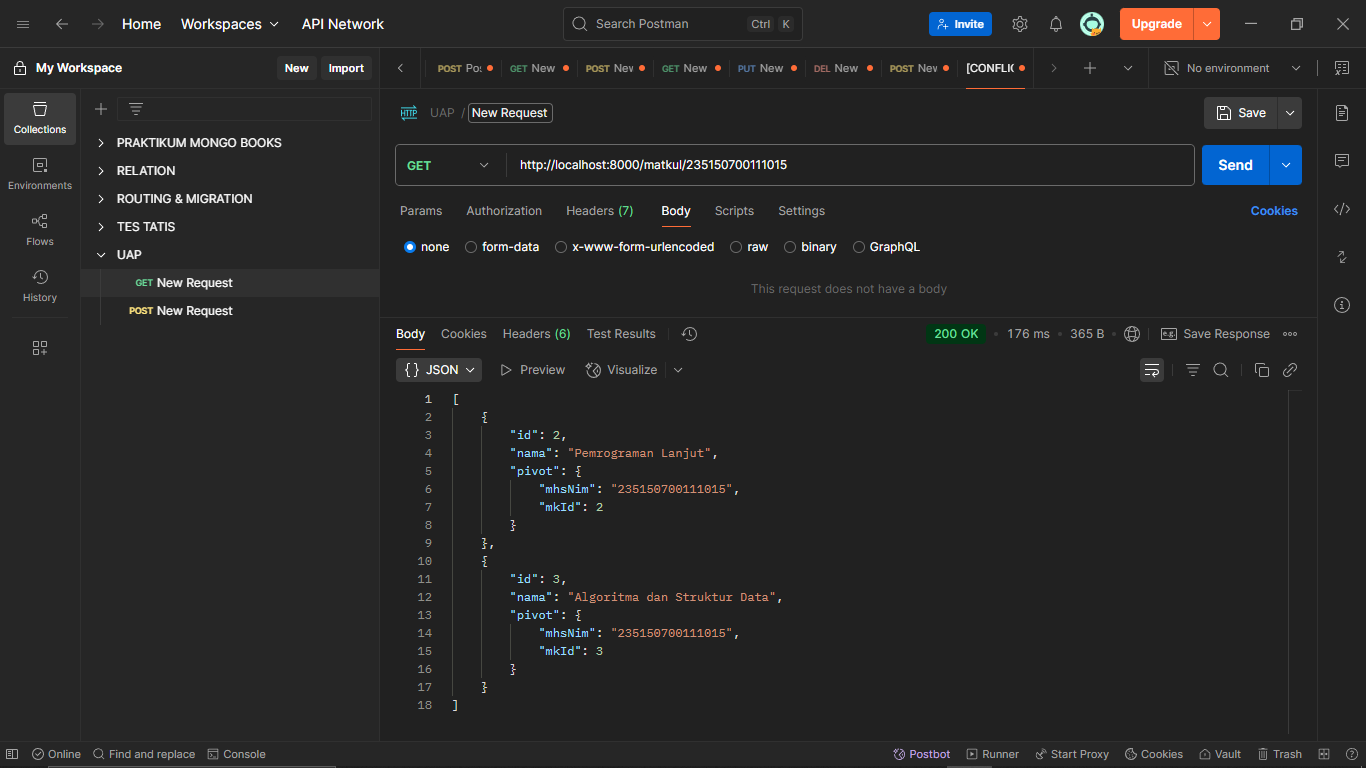 Home Workspaces API Network Search Postman Ctrl K Invite Upgrade
My Workspace New Import POST Po: GET New POST Nev GET New PUT New DEL New POST Nev [CONFLIC No environment
Collections
Environments
Flows
History
PRAKTIKUM MONGO BOOKS
RELATION
ROUTING & MIGRATION
TES TATIS
UAP
GET New Request
POST New Request
HTTP UAP / New Request Save
GET http://localhost:8000/matkul/235150700111015 Send
Params Authorization Headers (7) Body Scripts Settings Cookies
none form-data x-www-form-urlencoded raw binary GraphQL
This request does not have a body
Body Cookies Headers (6) Test Results 200 OK • 176 ms • 365 B e.g. Save Response
{} JSON Preview Visualize
1 [
2 {
3 "id": 2,
4 "nama": "Pemrograman Lanjut",
5 "pivot": {
6 "mhsNim": "235150700111015",
7 "mkId": 2
8 }
9 },
10 {
11 "id": 3,
12 "nama": "Algoritma dan Struktur Data",
13 "pivot": {
14 "mhsNim": "235150700111015",
15 "mkId": 3
16 }
17 }
18 ]
Online Find and replace Console Postbot Runner Start Proxy Cookies Vault Trash